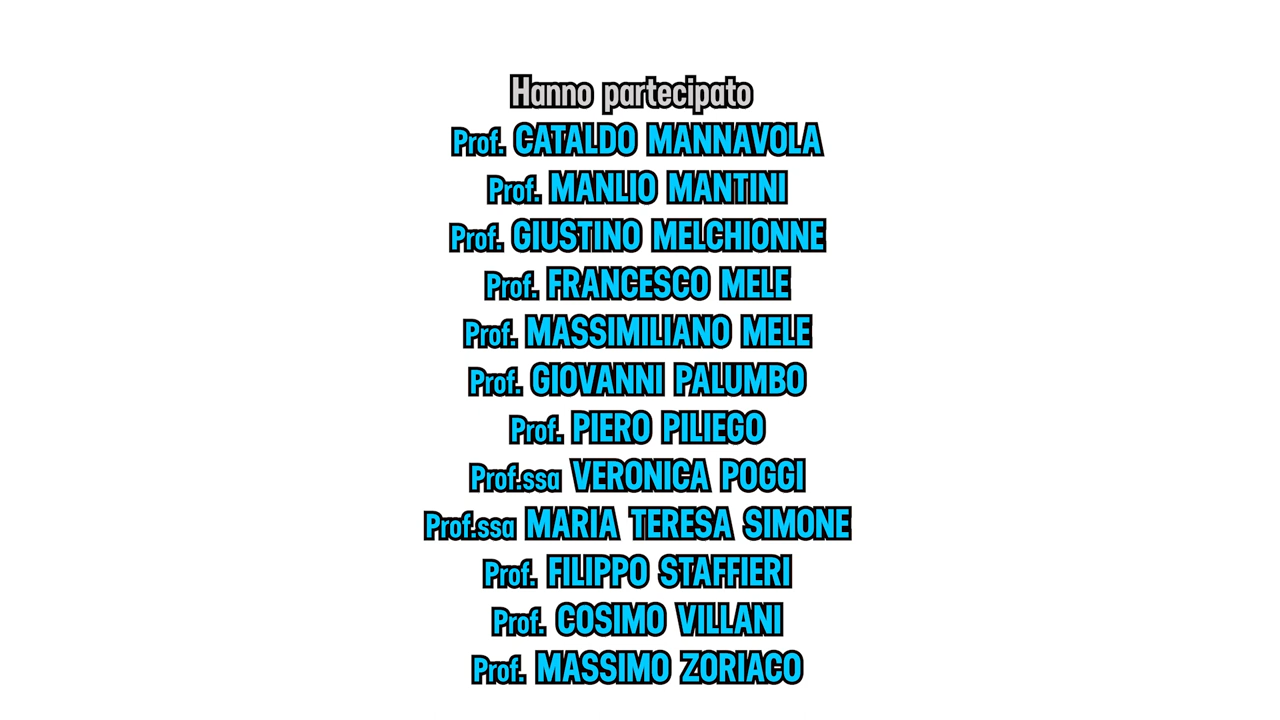 Hanno partecipato
Prof. CATALDO MANNAVOLA
Prof. MANLIO MANTINI
Prof. GIUSTINO MELCHIONNE
Prof. FRANCESCO MELE
Prof. MASSIMILIANO MELE
Prof. GIOVANNI PALUMBO
Prof. PIERO PILIEGO
Prof.ssa VERONICA POGGI
Prof.ssa MARIA TERESA SIMONE
Prof. FILIPPO STAFFIERI
Prof. COSIMO VILLANI
Prof. MASSIMO ZORIACO